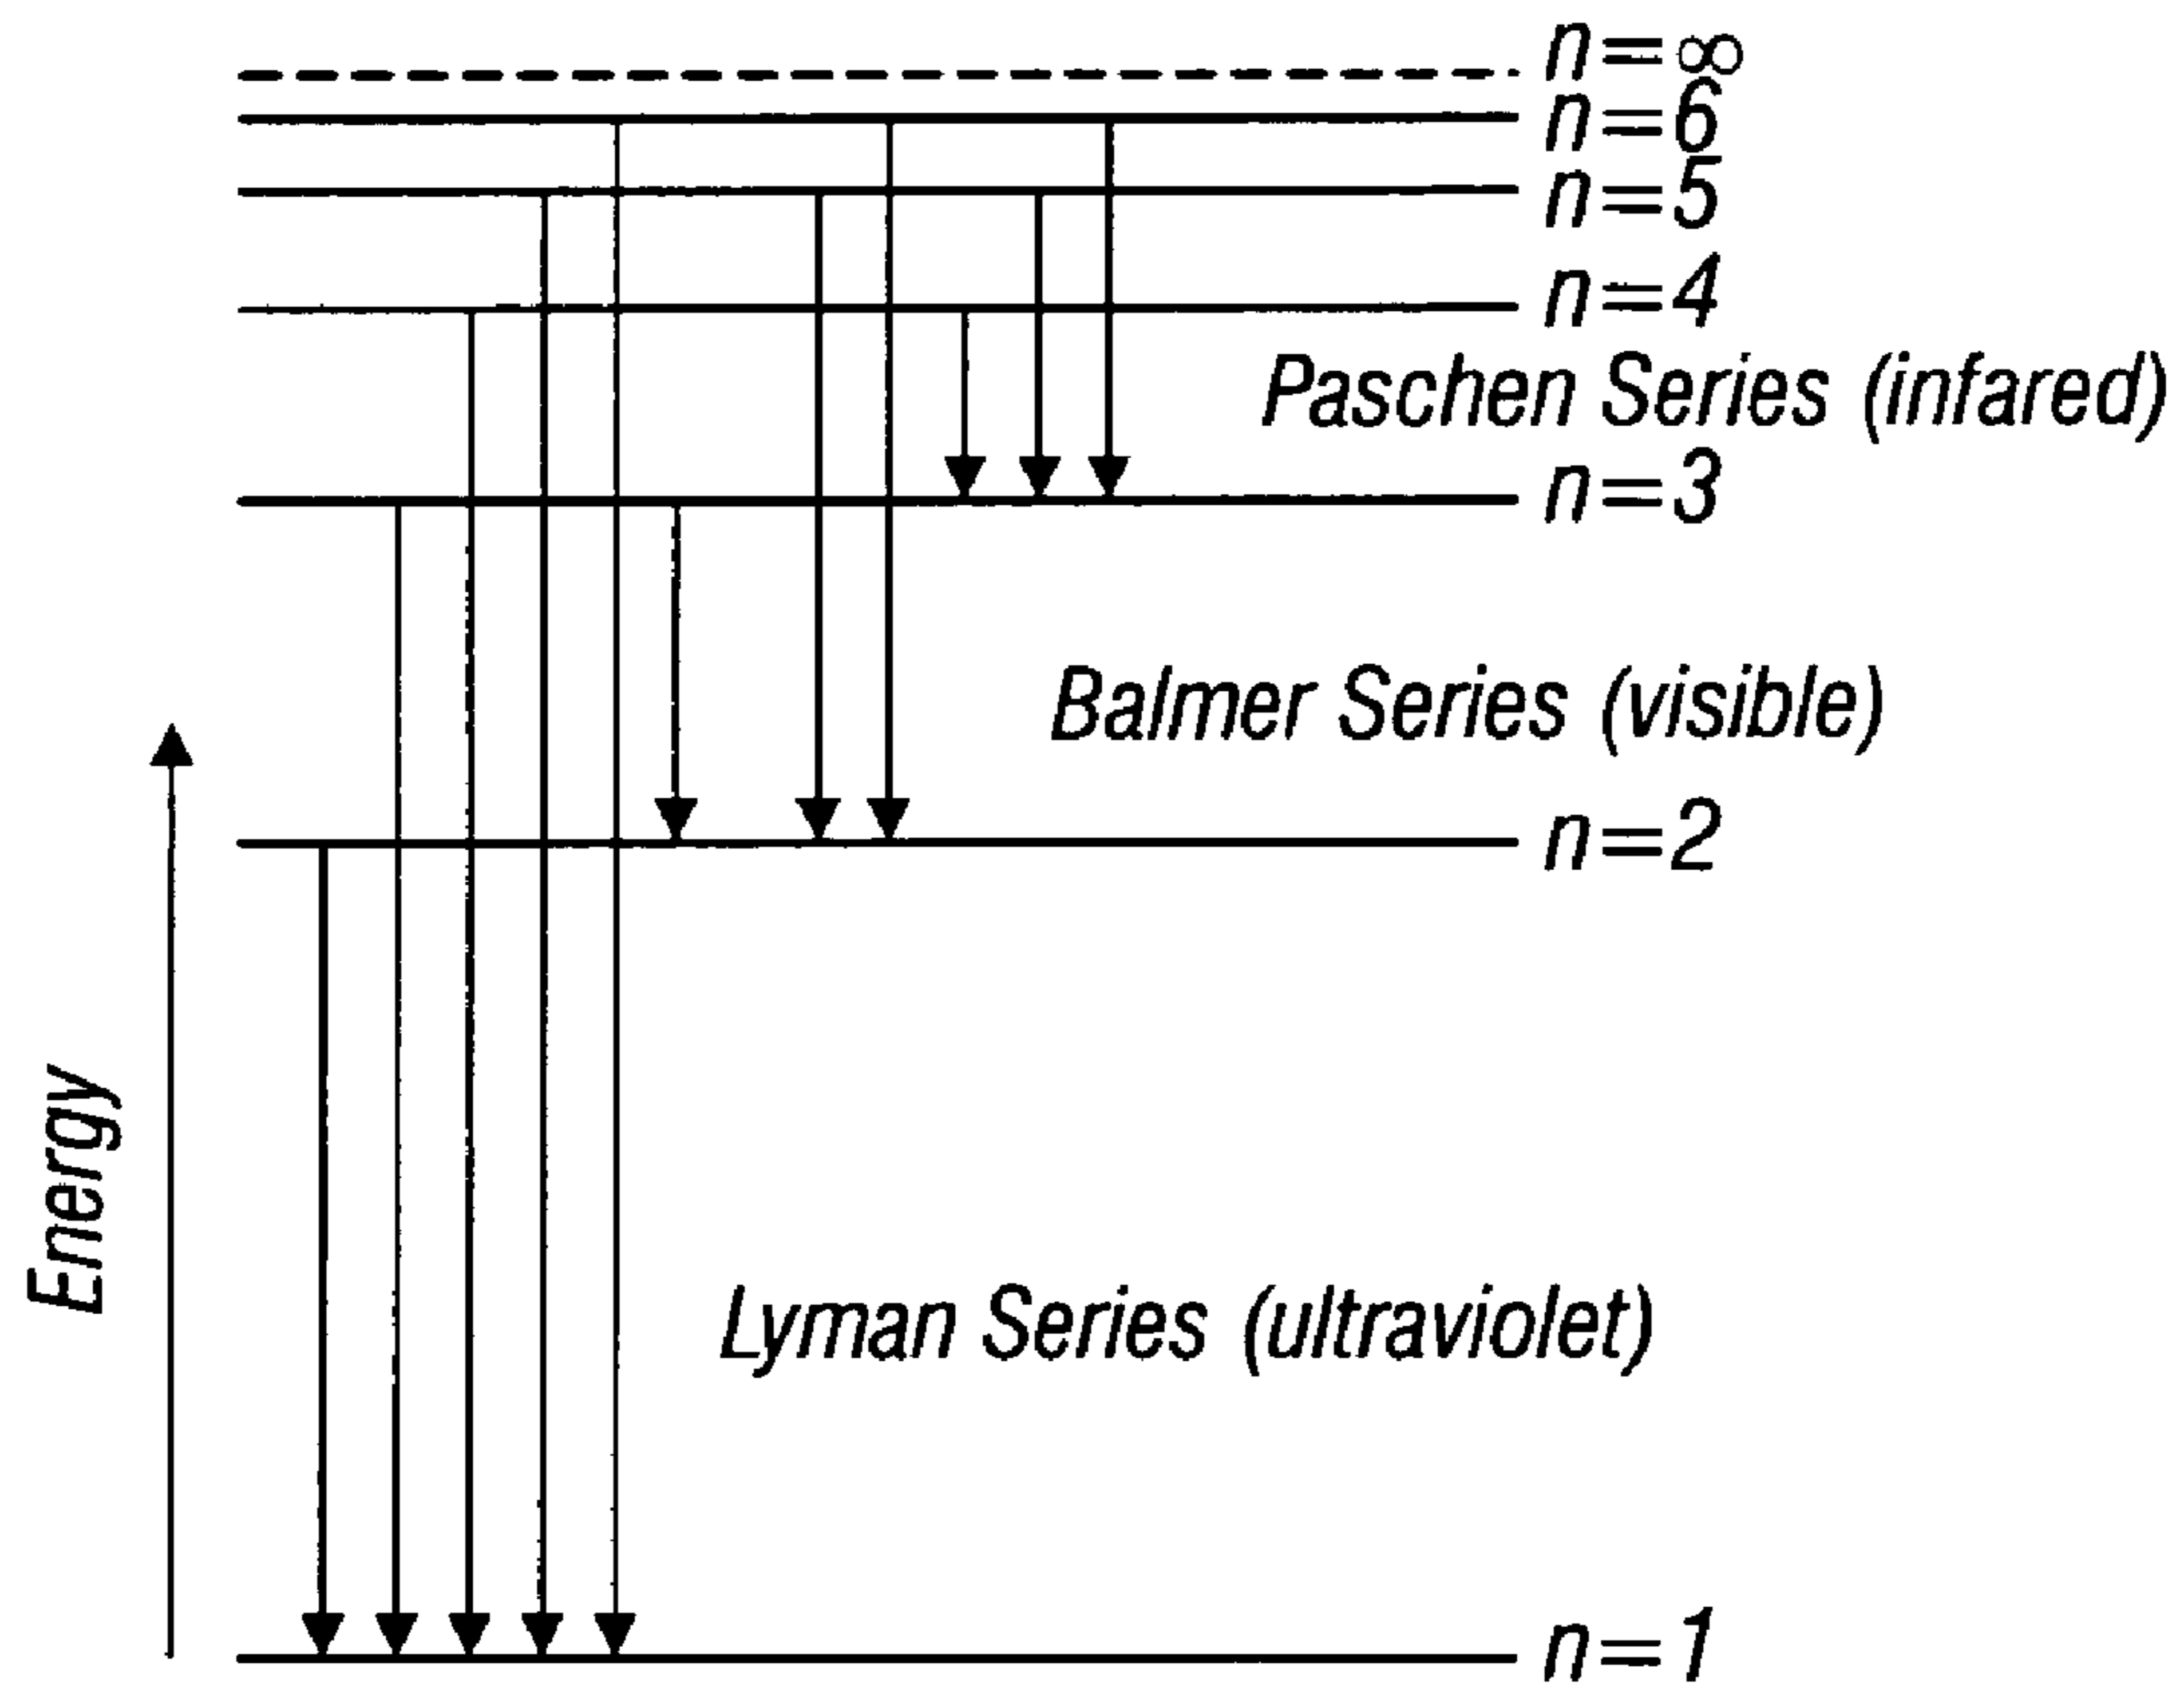 n=∞
n=6
n=5
n=4
Paschen Series (infared)
n=3
Balmer Series (visible)
n=2
Energy
Lyman Series (ultraviolet)
n=1